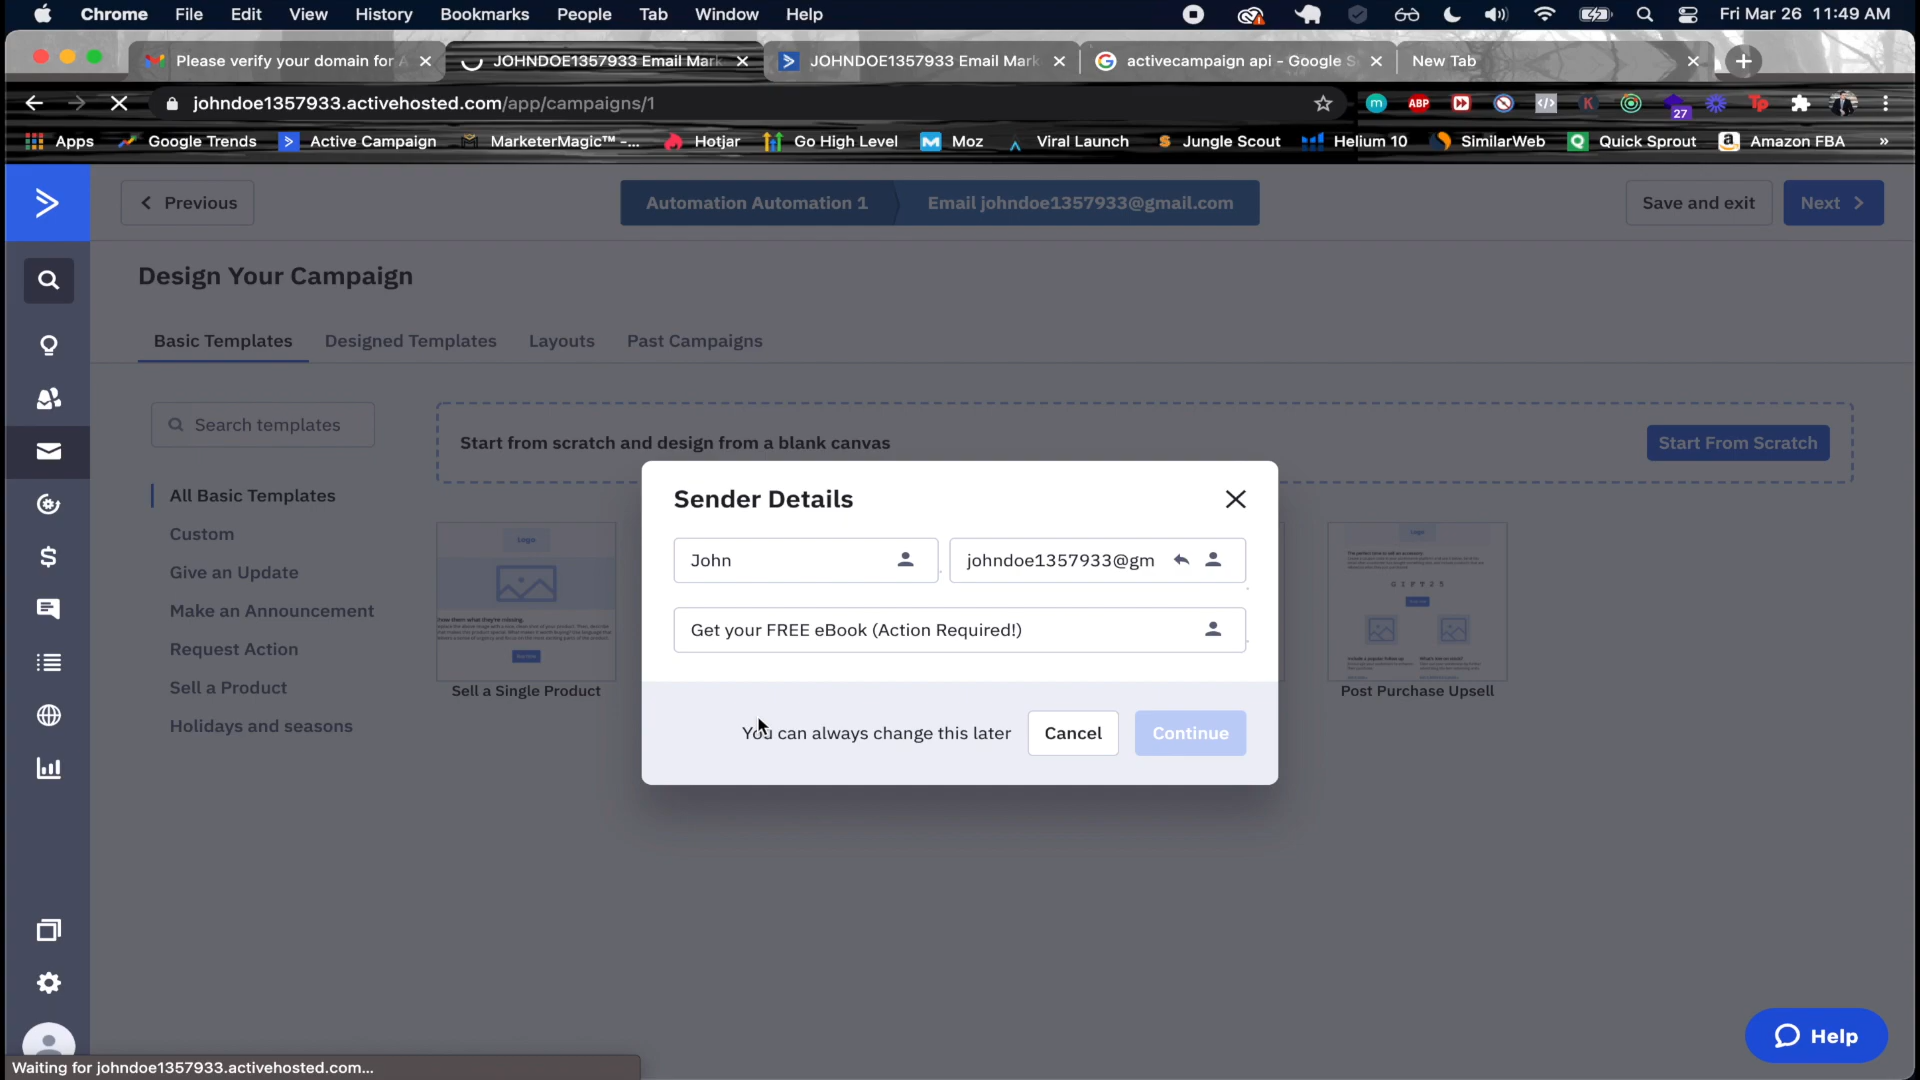 Chrome File Edit View History Bookmarks People Tab Window Help Fri Mar 26 11:49 AM
Please verify your domain for A JOHNDOE1357933 Email Mark JOHNDOE1357933 Email Mark activecampaign api - Google S New Tab
johndoe1357933.activehosted.com/app/campaigns/1 ABP K 27 Tp
Apps Google Trends Active Campaign MarketerMagic™ -... Hotjar Go High Level Moz Viral Launch Jungle Scout Helium 10 SimilarWeb Quick Sprout Amazon FBA »
Previous Automation Automation 1 Email johndoe1357933@gmail.com Save and exit Next
Design Your Campaign
Basic Templates Designed Templates Layouts Past Campaigns
Search templates
Start from scratch and design from a blank canvas Start From Scratch
All Basic Templates
Custom
Give an Update
Make an Announcement
Request Action
Sell a Product
Holidays and seasons
Logo
Sell a Single Product
Sender Details
John johndoe1357933@gm
Get your FREE eBook (Action Required!)
You can always change this later Cancel Continue
Logo
GIFT25
Post Purchase Upsell
Help
Waiting for johndoe1357933.activehosted.com...